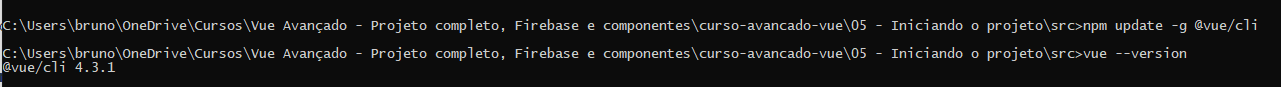 C:\Users\bruno\OneDrive\Cursos\Vue Avançado - Projeto completo, Firebase e componentes\curso-avancado-vue\05 - Iniciando o projeto\src>npm update -g @vue/cli
C:\Users\bruno\OneDrive\Cursos\Vue Avançado - Projeto completo, Firebase e componentes\curso-avancado-vue\05 - Iniciando o projeto\src>vue --version
@vue/cli 4.3.1